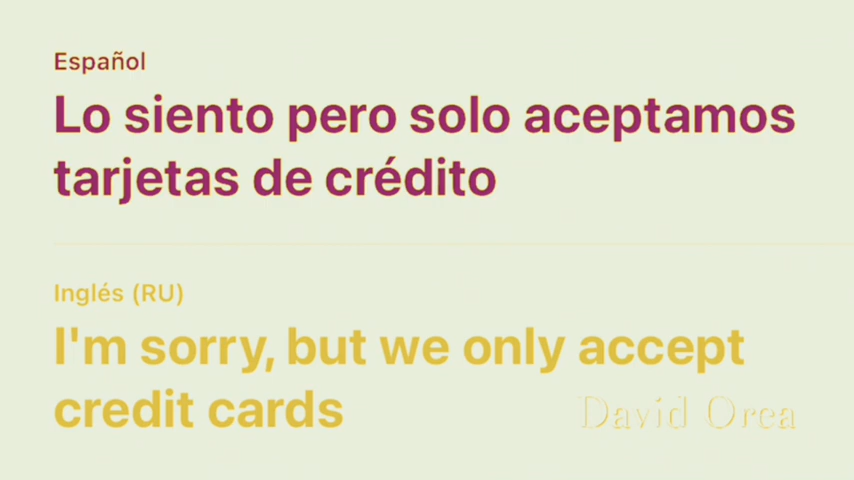 Español
Lo siento pero solo aceptamos
tarjetas de crédito
Inglés (RU)
I'm sorry, but we only accept
credit cards
David Orea